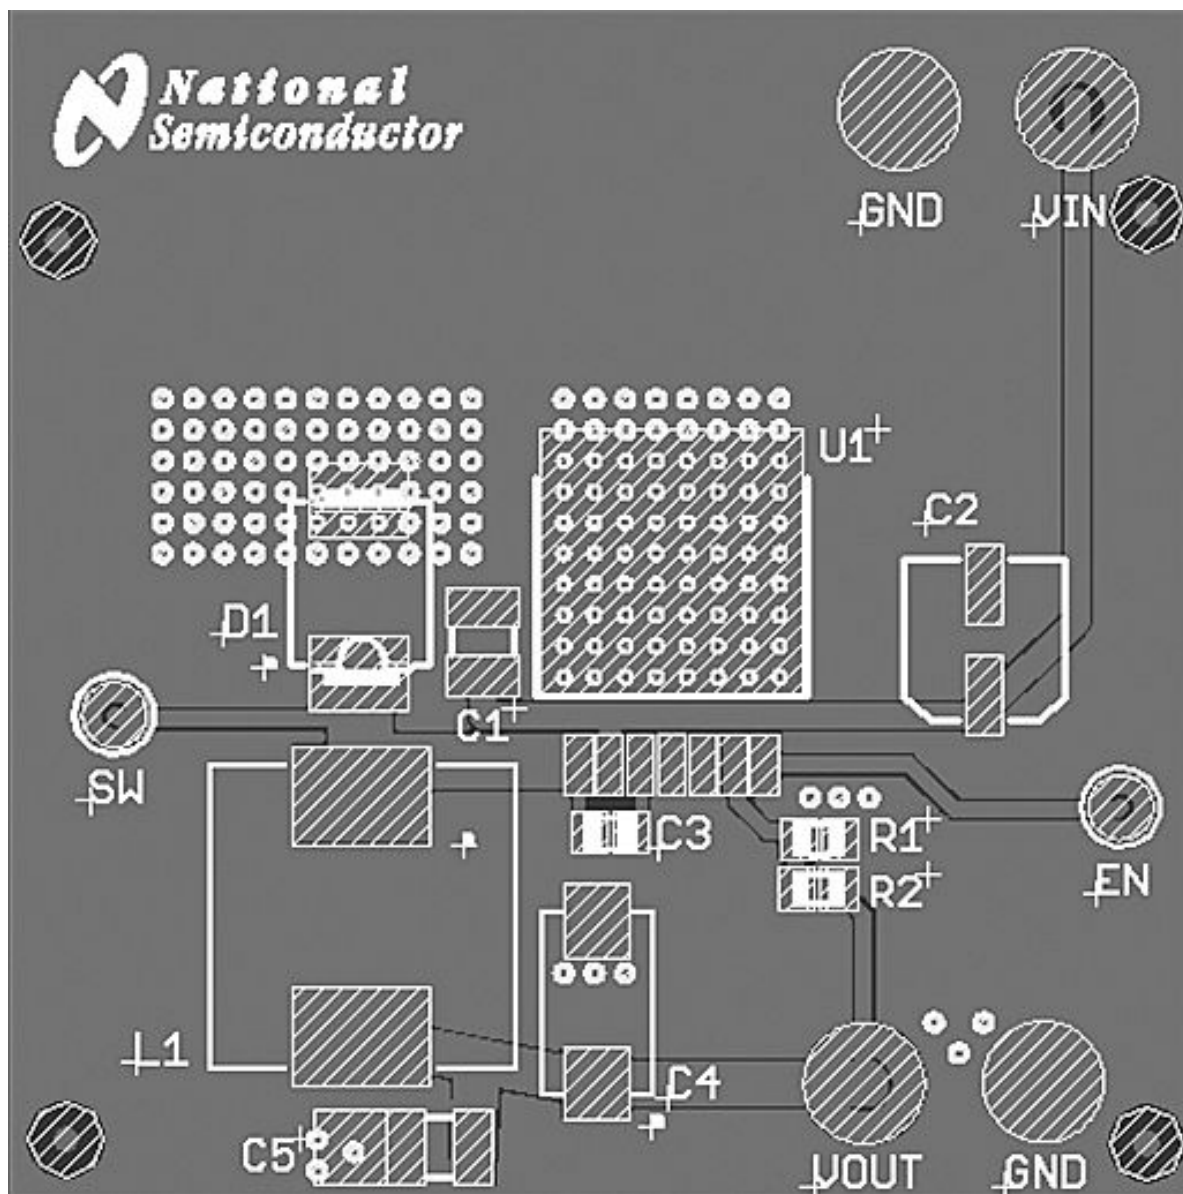 National
Semiconductor
GND
VIN
U1
C2
D1
C1
SW
C3
R1
R2
EN
L1
C4
C5
VOUT
GND